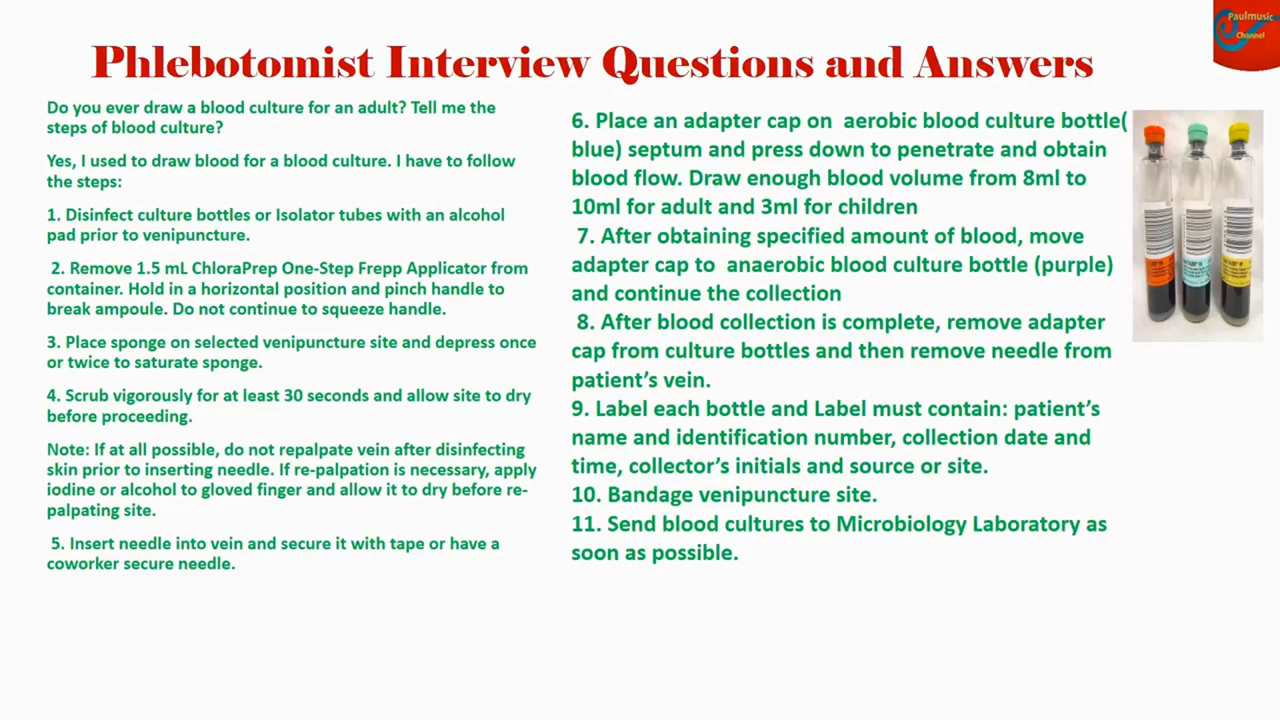 Paulmusic
Channel
Phlebotomist Interview Questions and Answers
Do you ever draw a blood culture for an adult? Tell me the
steps of blood culture?
Yes, I used to draw blood for a blood culture. I have to follow
the steps:
1. Disinfect culture bottles or Isolator tubes with an alcohol
pad prior to venipuncture.
2. Remove 1.5 mL ChloraPrep One-Step Frepp Applicator from
container. Hold in a horizontal position and pinch handle to
break ampoule. Do not continue to squeeze handle.
3. Place sponge on selected venipuncture site and depress once
or twice to saturate sponge.
4. Scrub vigorously for at least 30 seconds and allow site to dry
before proceeding.
Note: If at all possible, do not repalpate vein after disinfecting
skin prior to inserting needle. If re-palpation is necessary, apply
iodine or alcohol to gloved finger and allow it to dry before re-
palpating site.
5. Insert needle into vein and secure it with tape or have a
coworker secure needle.
6. Place an adapter cap on aerobic blood culture bottle(
blue) septum and press down to penetrate and obtain
blood flow. Draw enough blood volume from 8ml to
10ml for adult and 3ml for children
7. After obtaining specified amount of blood, move
adapter cap to anaerobic blood culture bottle (purple)
and continue the collection
8. After blood collection is complete, remove adapter
cap from culture bottles and then remove needle from
patient's vein.
9. Label each bottle and Label must contain: patient's
name and identification number, collection date and
time, collector's initials and source or site.
10. Bandage venipuncture site.
11. Send blood cultures to Microbiology Laboratory as
soon as possible.